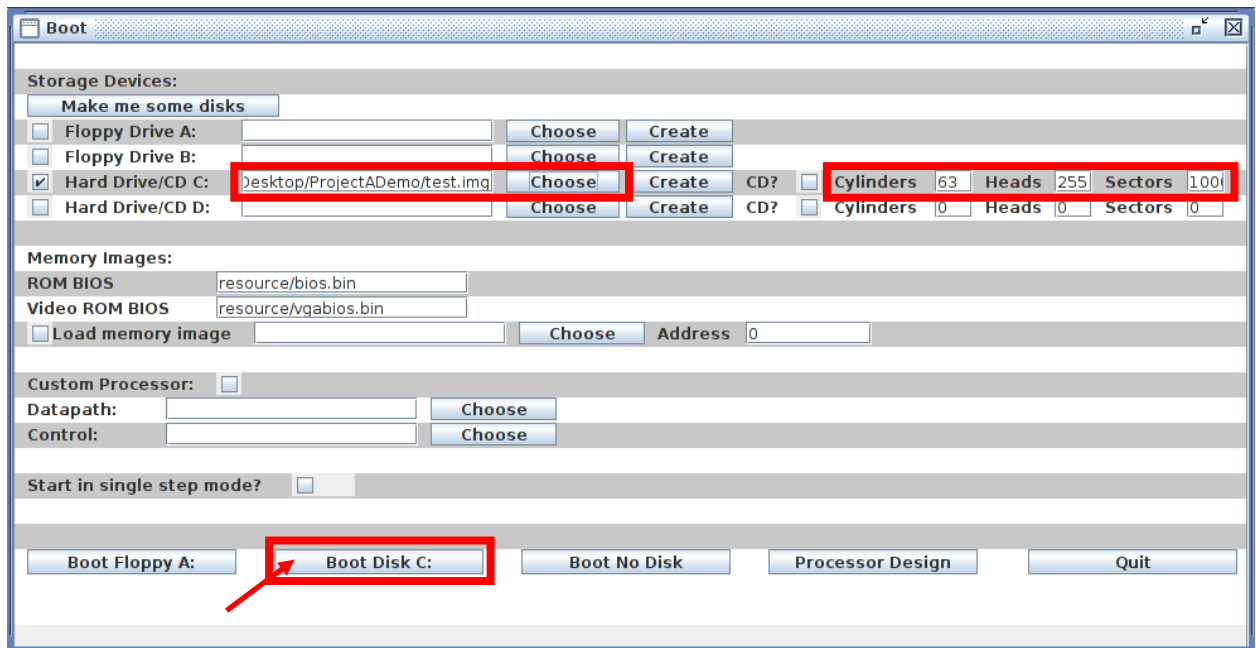 Boot
Storage Devices:
Make me some disks
Floppy Drive A: Choose Create
Floppy Drive B: Choose Create
Hard Drive/CD C: Desktop/ProjectADemo/test.img Choose Create CD? Cylinders 63 Heads 255 Sectors 100
Hard Drive/CD D: Choose Create CD? Cylinders 0 Heads 0 Sectors 0
Memory Images:
ROM BIOS resource/bios.bin
Video ROM BIOS resource/vgabios.bin
Load memory image Choose Address 0
Custom Processor:
Datapath: Choose
Control: Choose
Start in single step mode?
Boot Floppy A: Boot Disk C: Boot No Disk Processor Design Quit